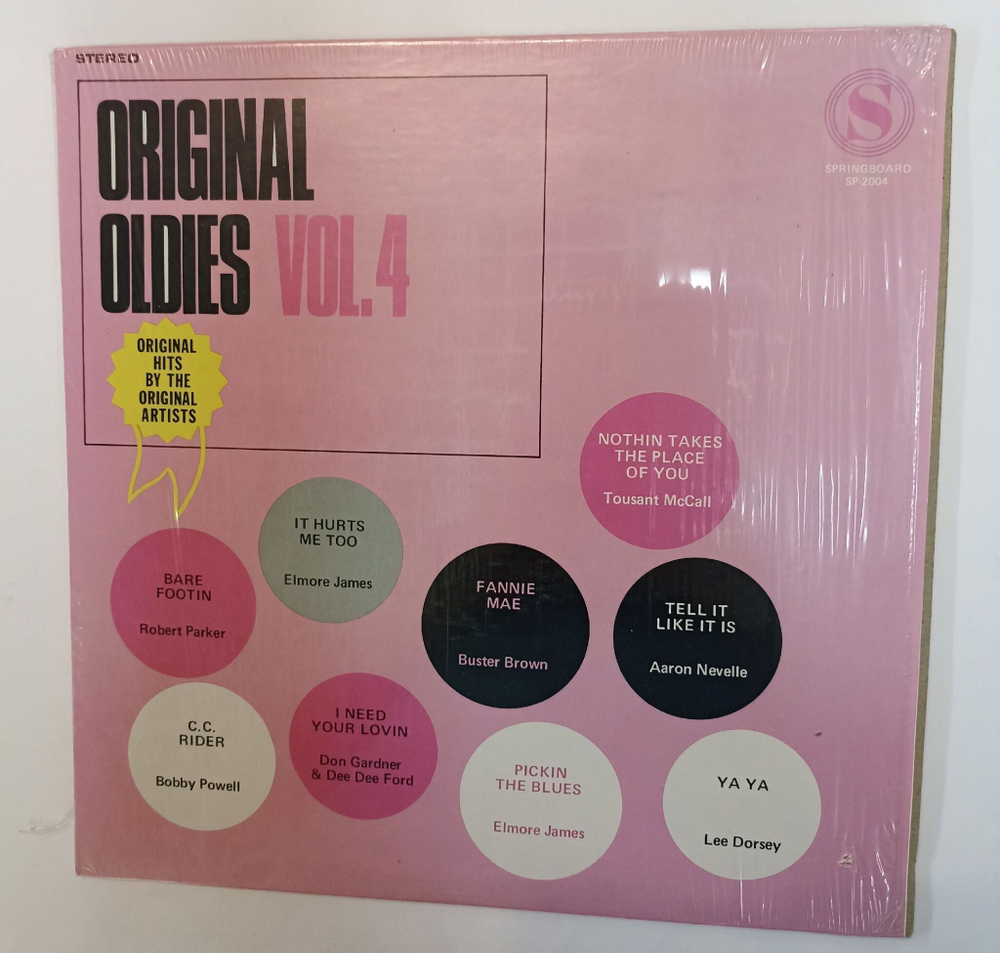 STEREO
ORIGINAL
OLDIES VOL.4
ORIGINAL
HITS
BY THE
ORIGINAL
ARTISTS
S
SPRINGBOARD
SP-2004
NOTHIN TAKES
THE PLACE
OF YOU
Tousant McCall
IT HURTS
ME TOO
Elmore James
BARE
FOOTIN
Robert Parker
FANNIE
MAE
Buster Brown
TELL IT
LIKE IT IS
Aaron Nevelle
C.C.
RIDER
Bobby Powell
I NEED
YOUR LOVIN
Don Gardner
& Dee Dee Ford
PICKIN
THE BLUES
Elmore James
YA YA
Lee Dorsey